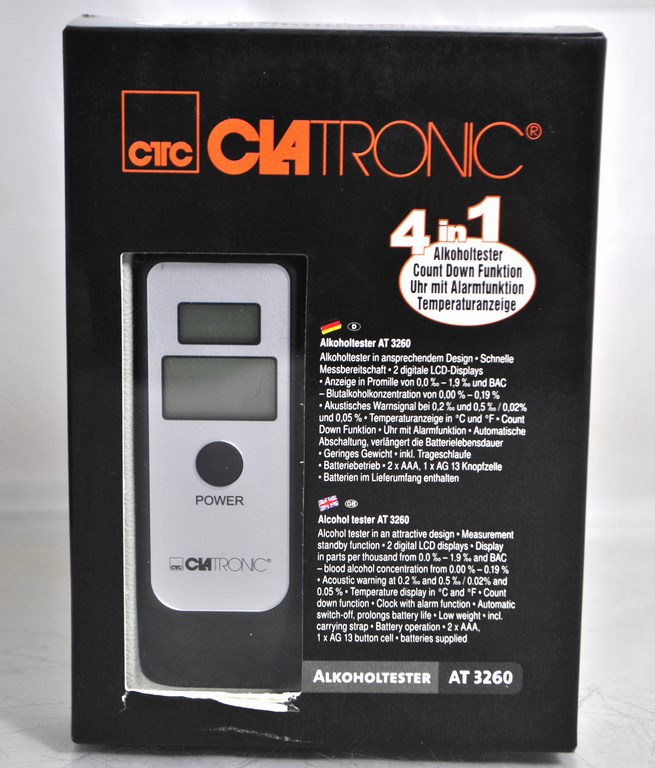 CTC CLATRONIC®
4 in 1
Alkoholtester
Count Down Funktion
Uhr mit Alarmfunktion
Temperaturanzeige
D
Alkoholtester AT 3260
Alkoholtester in ansprechendem Design • Schnelle
Messbereitschaft • 2 digitale LCD-Displays
• Anzeige in Promille von 0,0 ‰ – 1,9 ‰ und BAC
– Blutalkoholkonzentration von 0.00 % – 0,19 %
• Akustisches Warnsignal bei 0,2 ‰ und 0,5 ‰ / 0,02%
und 0,05 % • Temperaturanzeige in °C und °F • Count
Down Funktion • Uhr mit Alarmfunktion • Automatische
Abschaltung, verlängert die Batterielebensdauer
• Geringes Gewicht • inkl. Trageschlaufe
• Batteriebetrieb • 2 x AAA, 1 x AG 13 Knopfzelle
• Batterien im Lieferumfang enthalten
GB
Alcohol tester AT 3260
Alcohol tester in an attractive design • Measurement
standby function • 2 digital LCD displays • Display
in parts per thousand from 0.0 ‰ – 1.9 ‰ and BAC
– blood alcohol concentration from 0.00 % – 0.19 %
• Acoustic warning at 0.2 ‰ and 0.5 ‰ / 0.02% and
0.05 % • Temperature display in °C and °F • Count
down function • Clock with alarm function • Automatic
switch-off, prolongs battery life • Low weight • incl.
carrying strap • Battery operation • 2 x AAA,
1 x AG 13 button cell • batteries supplied
POWER
CTC CLATRONIC®
ALKOHOLTESTER AT 3260